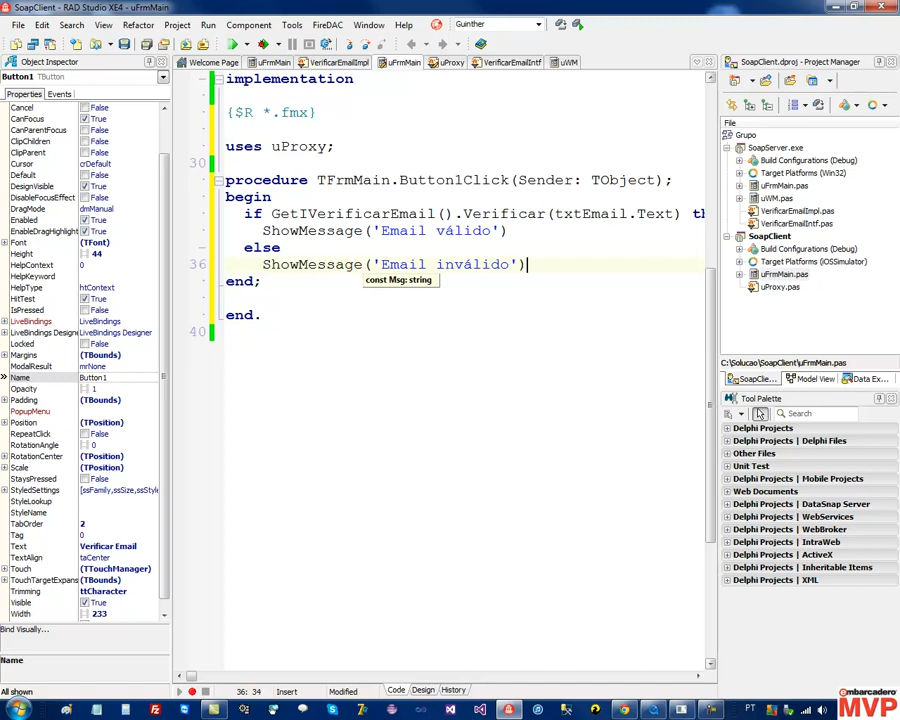 SoapClient - RAD Studio XE4 - uFrmMain
File Edit Search View Refactor Project Run Component Tools FireDAC Window Help Guinther
Object Inspector
Button1 TButton
Properties Events
Cancel False
CanFocus True
CanParentFocus False
ClipChildren False
ClipParent False
Cursor crDefault
Default False
DesignVisible True
DisableFocusEffect False
DragMode dmManual
Enabled True
EnableDragHighlight True
Font (TFont)
Height 44
HelpContext 0
HelpKeyword
HelpType htContext
HitTest True
IsPressed False
LiveBindings LiveBindings
LiveBindings Designer LiveBindings Designer
Locked False
Margins (TBounds)
ModalResult mrNone
Name Button1
Opacity 1
Padding (TBounds)
PopupMenu
Position (TPosition)
RepeatClick False
RotationAngle 0
RotationCenter (TPosition)
Scale (TPosition)
StaysPressed False
StyledSettings [ssFamily,ssSize,ssStyle
StyleLookup
StyleName
TabOrder 2
Tag 0
Text Verificar Email
TextAlign taCenter
Touch (TTouchManager)
TouchTargetExpans (TBounds)
Trimming ttCharacter
Visible True
Width 233
Bind Visually...
Name
All shown
Welcome Page uFrmMain VerificarEmailImpl uFrmMain uProxy VerificarEmailIntf uWM
implementation
{$R *.fmx}
uses uProxy;
30
procedure TFrmMain.Button1Click(Sender: TObject);
begin
if GetIVerificarEmail().Verificar(txtEmail.Text) th
ShowMessage('Email válido')
else
36 ShowMessage('Email inválido')
const Msg: string
end;
end.
40
36: 34 Insert Modified Code Design History
SoapClient.dproj - Project Manager
File
Grupo
SoapServer.exe
Build Configurations (Debug)
Target Platforms (Win32)
uFrmMain.pas
uWM.pas
VerificarEmailImpl.pas
VerificarEmailIntf.pas
SoapClient
Build Configurations (Debug)
Target Platforms (iOSSimulator)
uFrmMain.pas
uProxy.pas
C:\Solucao\SoapClient\uFrmMain.pas
SoapClie... Model View Data Ex...
Tool Palette
Search
Delphi Projects
Delphi Projects | Delphi Files
Other Files
Unit Test
Delphi Projects | Mobile Projects
Web Documents
Delphi Projects | DataSnap Server
Delphi Projects | WebServices
Delphi Projects | WebBroker
Delphi Projects | IntraWeb
Delphi Projects | ActiveX
Delphi Projects | Inheritable Items
Delphi Projects | XML
PT
embarcadero
MVP